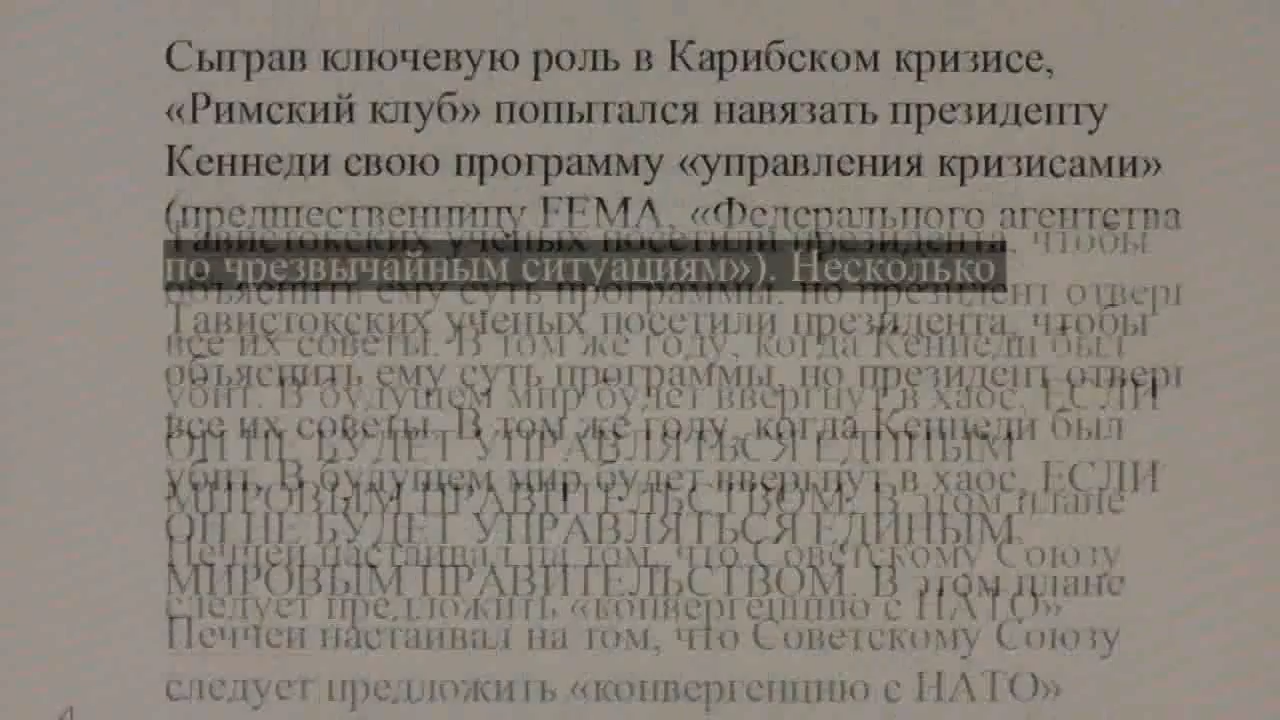 Сыграв ключевую роль в Карибском кризисе,
«Римский клуб» попытался навязать президенту
Кеннеди свою программу «управления кризисами»
(предшественницу FEMA, «Федерального агентства
по чрезвычайным ситуациям»). Несколько
Тавистокских ученых посетили президента, чтобы
объяснить ему суть программы, но президент отверг
все их советы. В том же году, когда Кеннеди был
убит. В будущем мир будет ввергнут в хаос, ЕСЛИ
ОН НЕ БУДЕТ УПРАВЛЯТЬСЯ ЕДИНЫМ
МИРОВЫМ ПРАВИТЕЛЬСТВОМ. В этом плане
Печчеи настаивал на том, что Советскому Союзу
следует предложить «конвергенцию с НАТО»